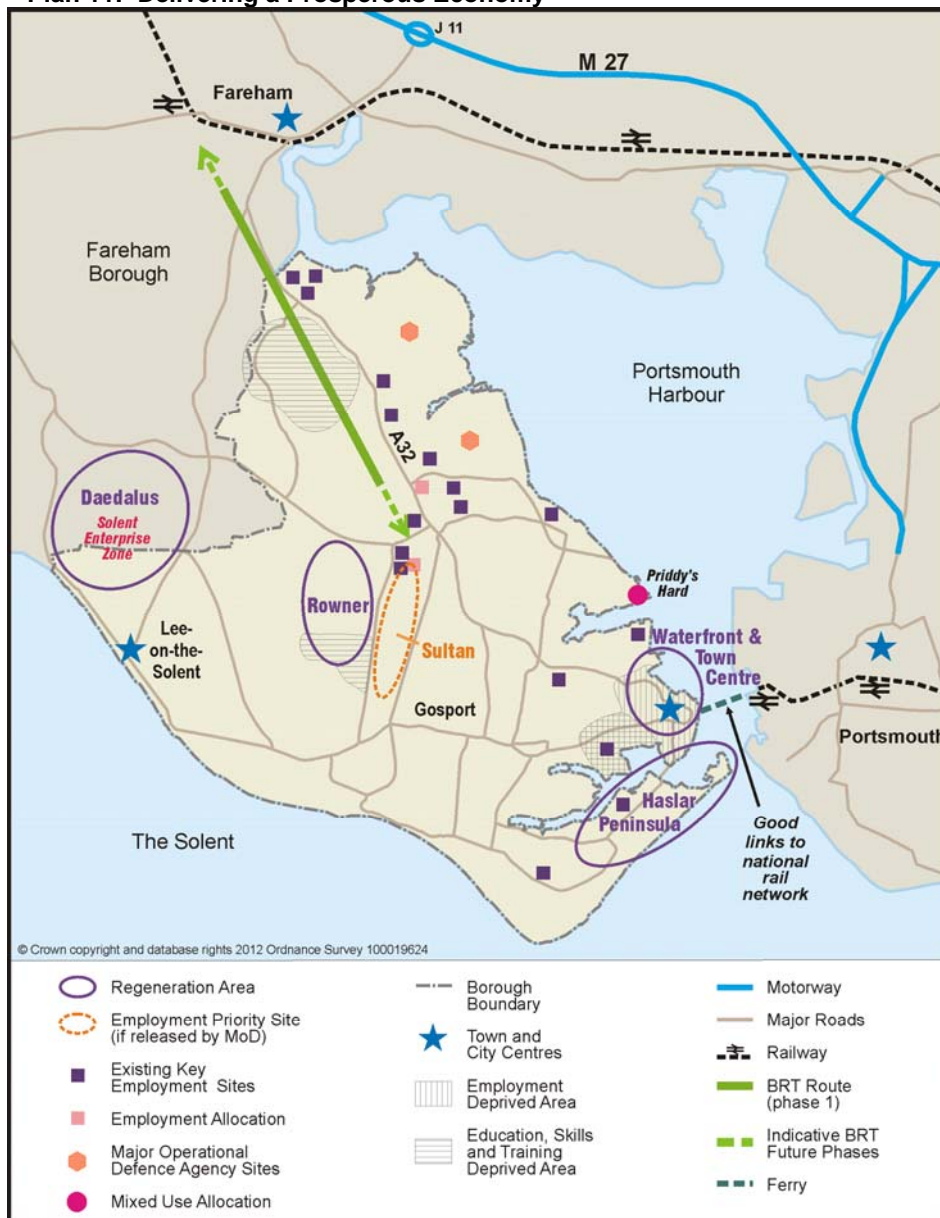 Plan 11: Delivering a Prosperous Economy
J 11
M 27
Fareham
Fareham
Borough
Portsmouth
Harbour
A32
Daedalus
Solent
Enterprise
Zone
Priddy's
Hard
Rowner
Waterfront &
Town
Centre
Lee-
on-the-
Solent
Sultan
Gosport
Portsmouth
Haslar
Peninsula
Good
links to
national
rail
network
The Solent
© Crown copyright and database rights 2012 Ordnance Survey 100019624
Regeneration Area
Employment Priority Site
(if released by MoD)
Existing Key
Employment Sites
Employment Allocation
Major Operational
Defence Agency Sites
Mixed Use Allocation
Borough
Boundary
Town and
City Centres
Employment
Deprived Area
Education, Skills
and Training
Deprived Area
Motorway
Major Roads
Railway
BRT Route
(phase 1)
Indicative BRT
Future Phases
Ferry